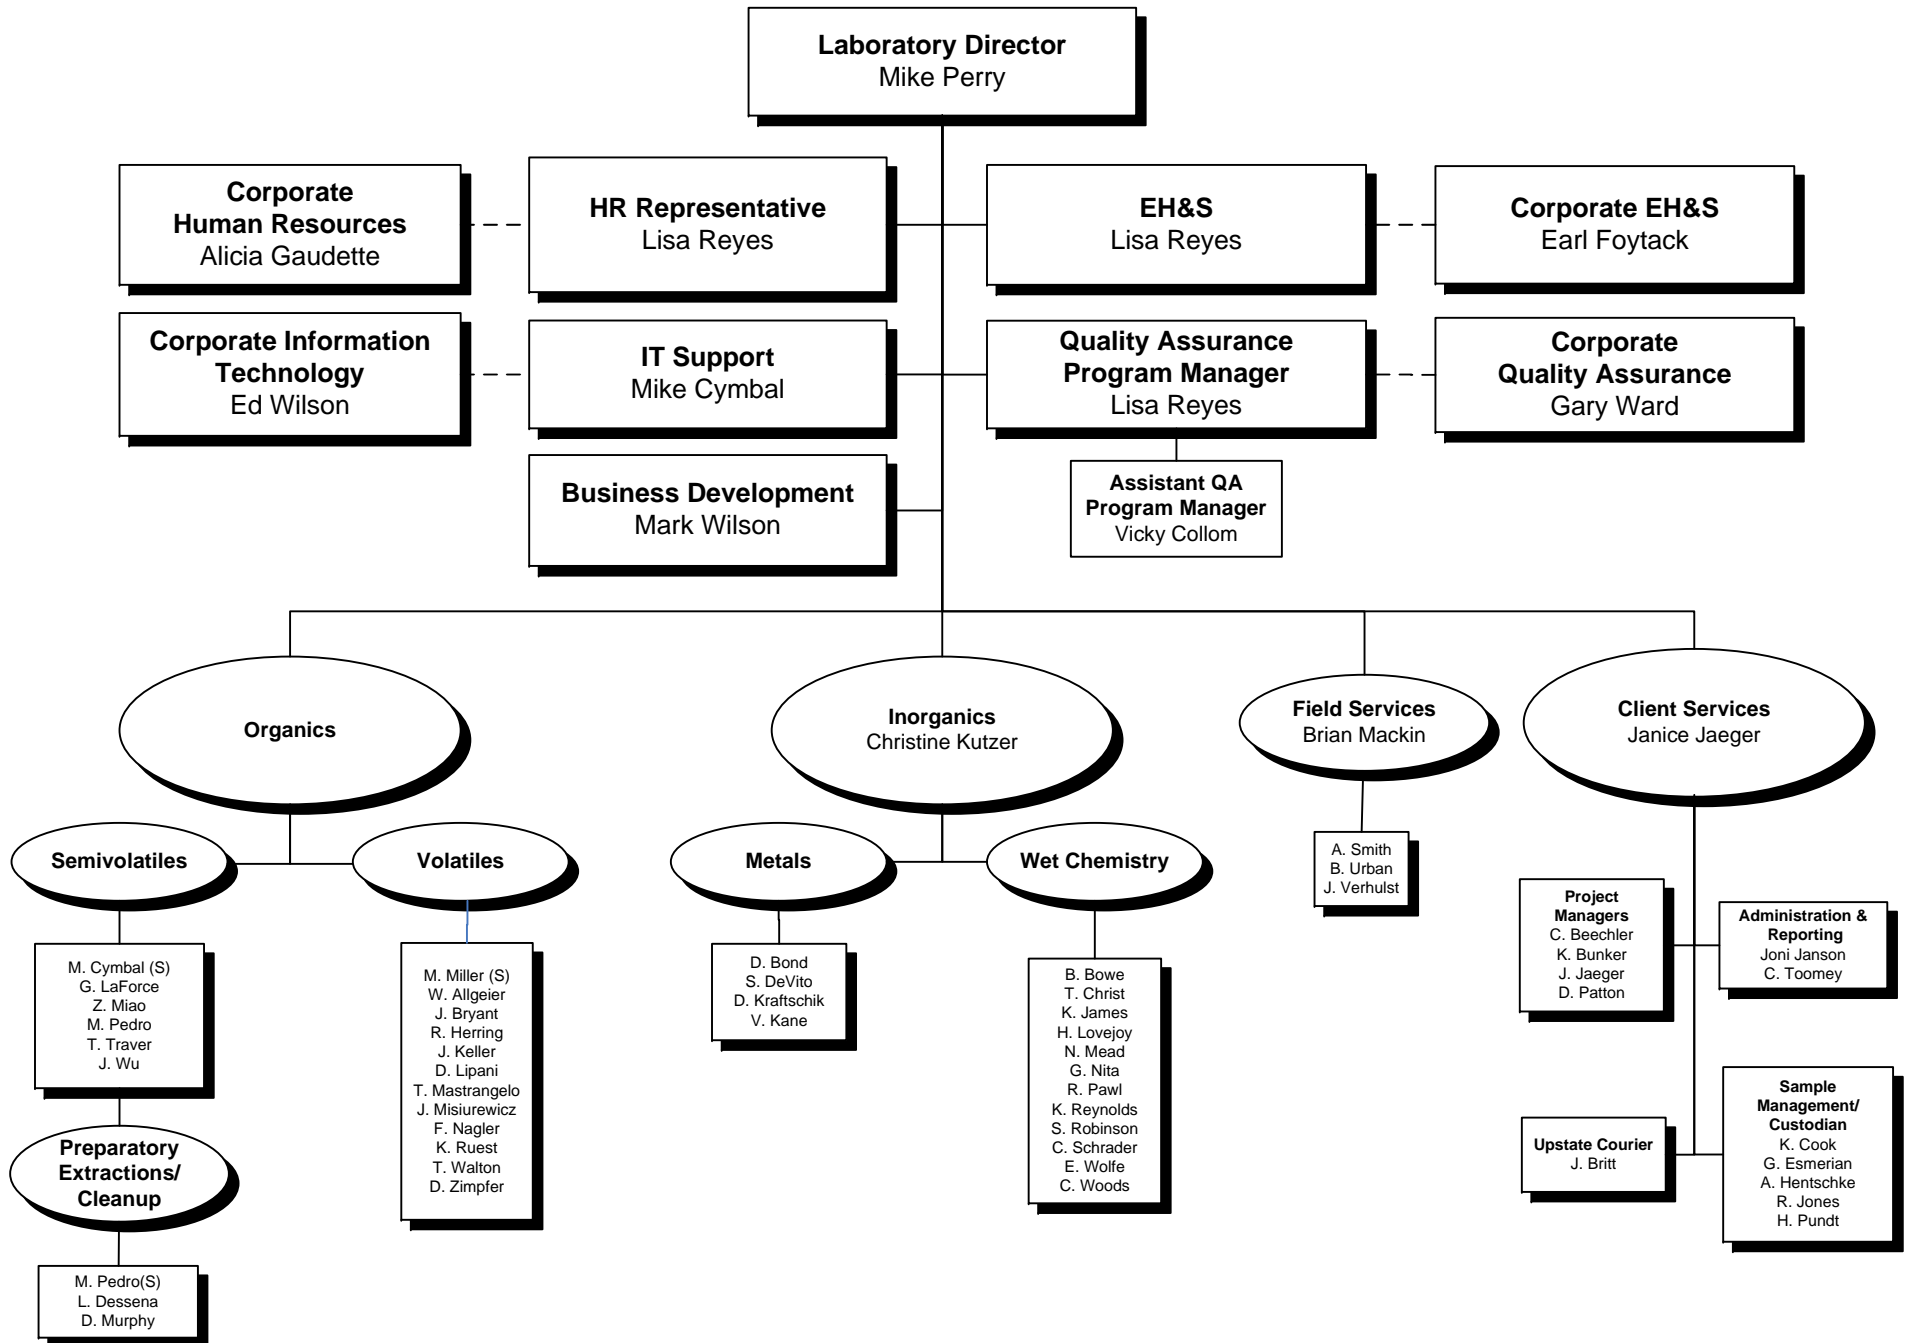 Laboratory Director
Mike Perry
Corporate
Human Resources
Alicia Gaudette
HR Representative
Lisa Reyes
EH&S
Lisa Reyes
Corporate EH&S
Earl Foytack
Corporate Information
Technology
Ed Wilson
IT Support
Mike Cymbal
Quality Assurance
Program Manager
Lisa Reyes
Corporate
Quality Assurance
Gary Ward
Business Development
Mark Wilson
Assistant QA
Program Manager
Vicky Collom
Organics
Inorganics
Christine Kutzer
Field Services
Brian Mackin
Client Services
Janice Jaeger
Semivolatiles
Volatiles
Metals
Wet Chemistry
M. Cymbal (S)
G. LaForce
Z. Miao
M. Pedro
T. Traver
J. Wu
Preparatory
Extractions/
Cleanup
M. Pedro(S)
L. Dessena
D. Murphy
M. Miller (S)
W. Allgeier
J. Bryant
R. Herring
J. Keller
D. Lipani
T. Mastrangelo
J. Misiurewicz
F. Nagler
K. Ruest
T. Walton
D. Zimpfer
D. Bond
S. DeVito
D. Kraftschik
V. Kane
B. Bowe
T. Christ
K. James
H. Lovejoy
N. Mead
G. Nita
R. Pawl
K. Reynolds
S. Robinson
C. Schrader
E. Wolfe
C. Woods
A. Smith
B. Urban
J. Verhulst
Project
Managers
C. Beechler
K. Bunker
J. Jaeger
D. Patton
Administration &
Reporting
Joni Janson
C. Toomey
Upstate Courier
J. Britt
Sample
Management/
Custodian
K. Cook
G. Esmerian
A. Hentschke
R. Jones
H. Pundt